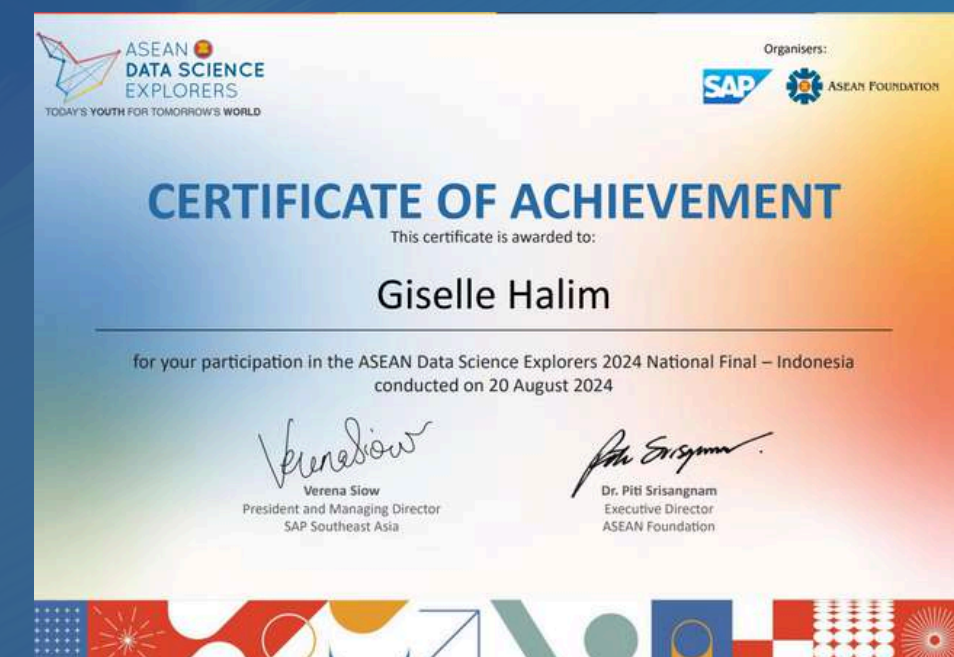 ASEAN
DATA SCIENCE
EXPLORERS
TODAY'S YOUTH FOR TOMORROW'S WORLD
Organisers:
SAP
ASEAN FOUNDATION
CERTIFICATE OF ACHIEVEMENT
This certificate is awarded to:
Giselle Halim
for your participation in the ASEAN Data Science Explorers 2024 National Final – Indonesia
conducted on 20 August 2024
Verena Siow
Verena Siow
President and Managing Director
SAP Southeast Asia
Dr. Piti Srisangnam
Executive Director
ASEAN Foundation